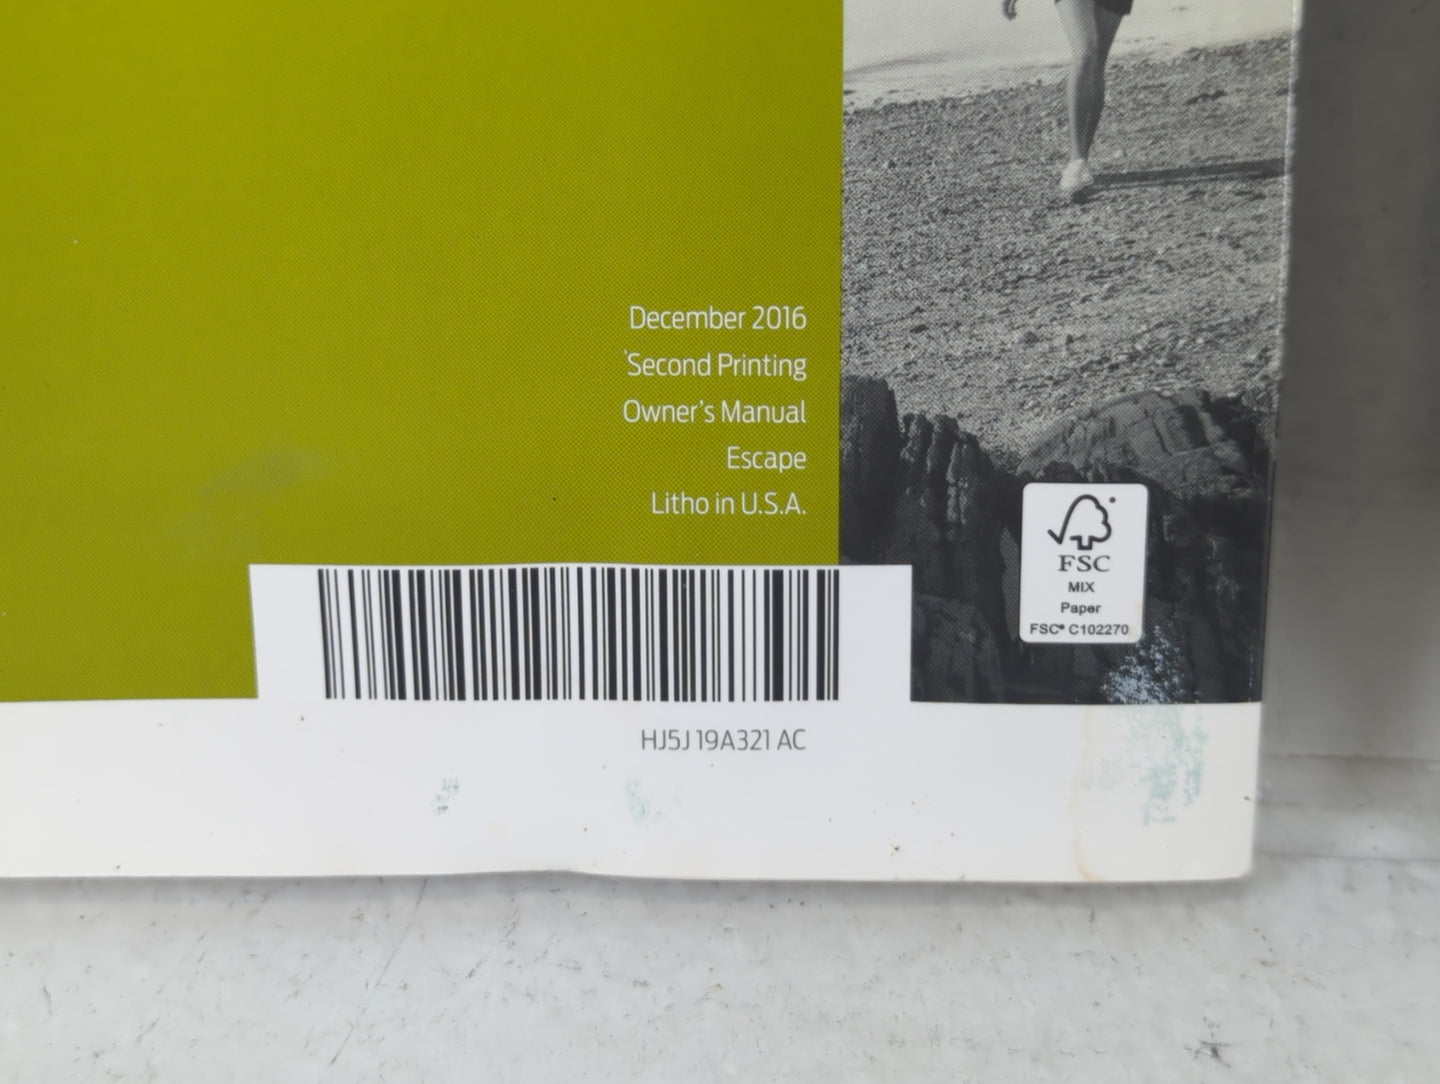 December 2016
Second Printing
Owner's Manual
Escape
Litho in U.S.A.
FSC
MIX
Paper
FSC® C102270
HJ5J 19A321 AC